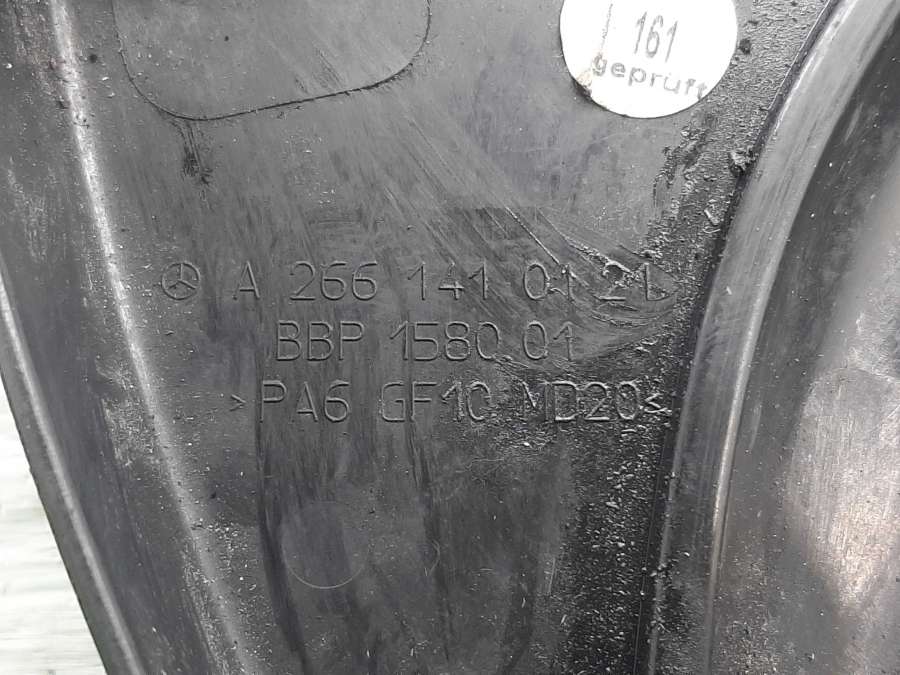 161
geprüft
A 266 141 01 21
BBP 1580 01
>PA6 GF10 MD20<